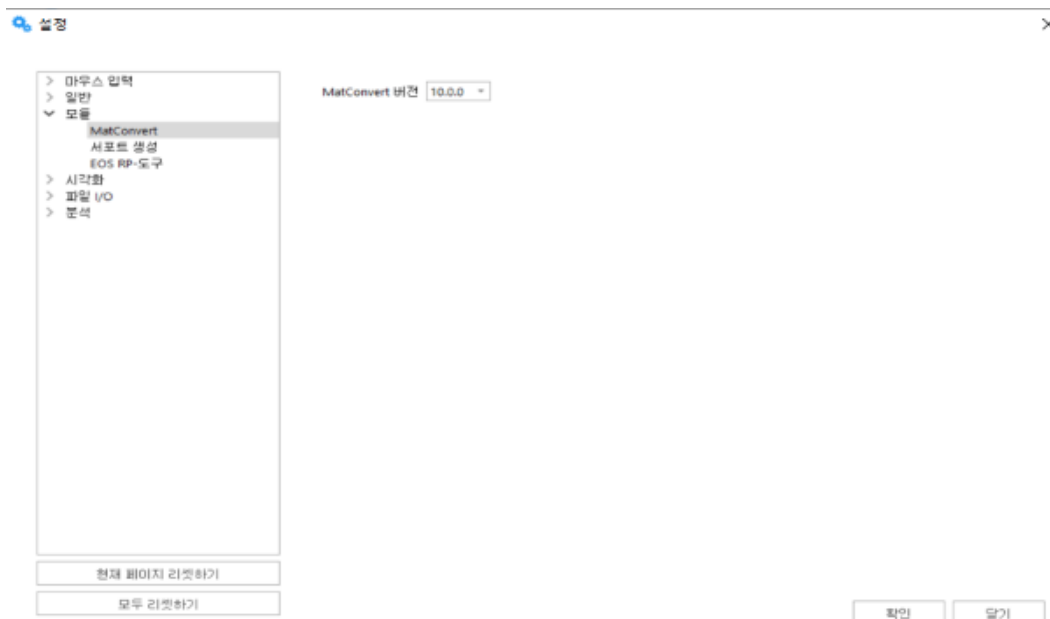 설정
마우스 입력
일반
모듈
MatConvert
서포트 생성
EOS RP-도구
시각화
파일 I/O
분석
MatConvert 버전 10.0.0
현재 페이지 리셋하기
모두 리셋하기
확인 닫기